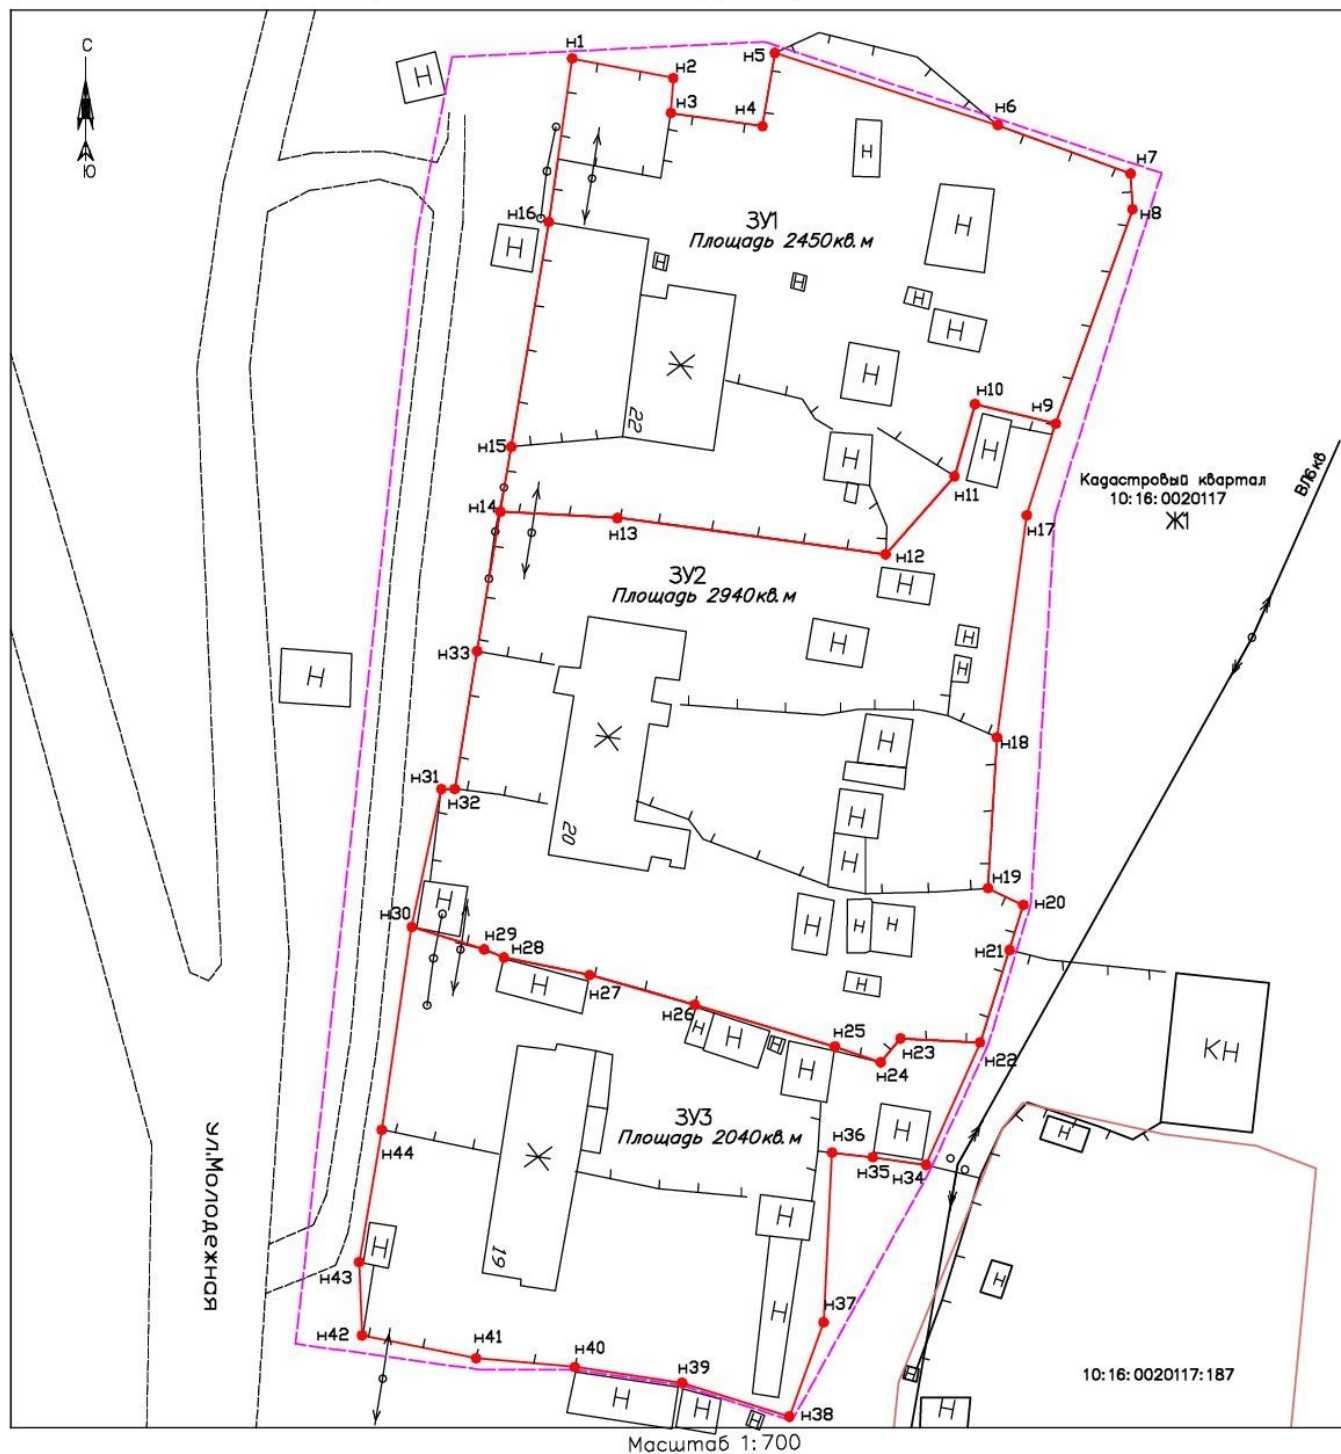 С
Ю
н1
н2
н3
н4
н5
н6
н7
н8
Н
Н
Н
н16
Н
Н
ЗУ1
Площадь 2450кв.м
Н
Н
Н
Н
Н
Ж
22
н10
н9
Н
Н
н15
н11
Кадастровый квартал
10:16:0020117
Ж1
ВЛ6кв
н14
н13
н17
н12
ЗУ2
Площадь 2940кв.м
Н
Н
Н
Н
н33
Н
Ж
Н
н18
н31
н32
Н
20
Н
н19
н20
Н
н30
Н
Н
Н
н29
н28
н21
Н
н27
Н
н26
Н
Н
Н
н25
н23
н22
н24
КН
Н
ЗУ3
Площадь 2040кв.м
Н
Н
н44
н36
н35
н34
Ж
ул.Молодежная
Н
19
н43
Н
Н
Н
н37
н42
н41
н40
н39
н38
Н
Н
Н
Н
Н
10:16:0020117:187
Масштаб 1:700